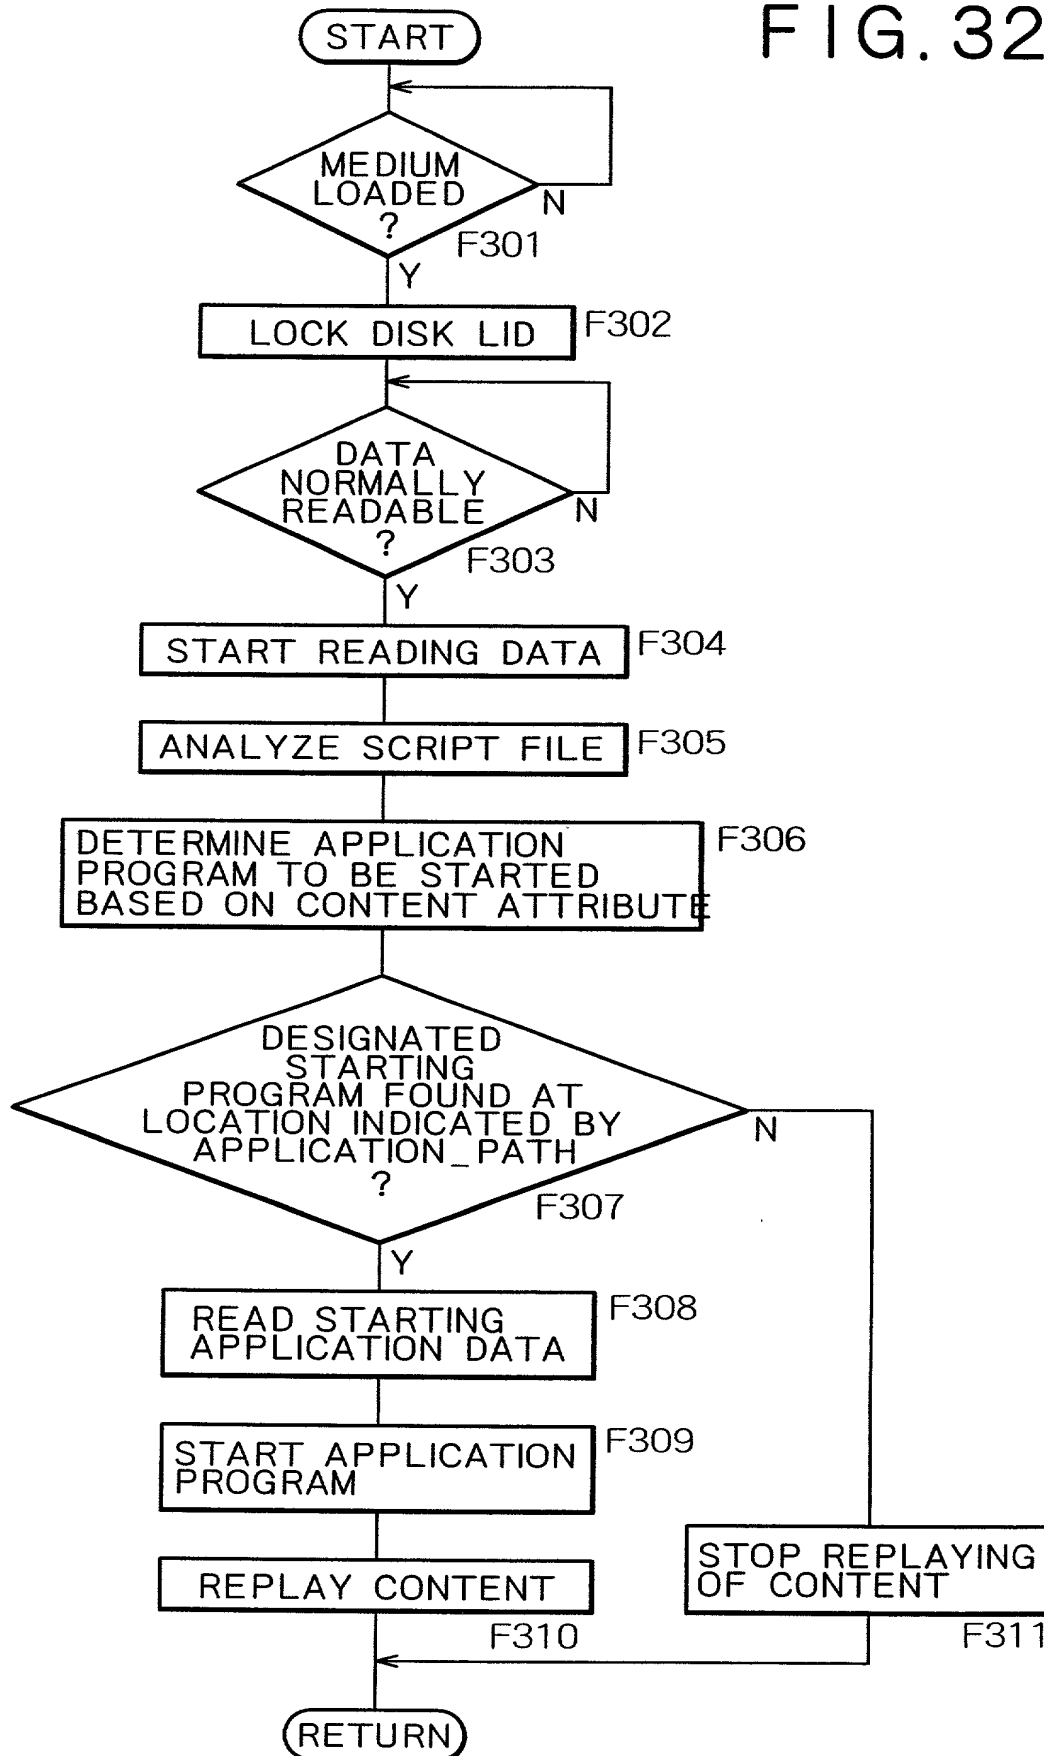 FIG. 32
START
MEDIUM
LOADED
?
N
F301
Y
LOCK DISK LID
F302
DATA
NORMALLY
READABLE
?
N
F303
Y
START READING DATA
F304
ANALYZE SCRIPT FILE
F305
DETERMINE APPLICATION
PROGRAM TO BE STARTED
BASED ON CONTENT ATTRIBUTE
F306
DESIGNATED
STARTING
PROGRAM FOUND AT
LOCATION INDICATED BY
APPLICATION_PATH
?
N
F307
Y
READ STARTING
APPLICATION DATA
F308
START APPLICATION
PROGRAM
F309
REPLAY CONTENT
F310
STOP REPLAYING
OF CONTENT
F311
RETURN